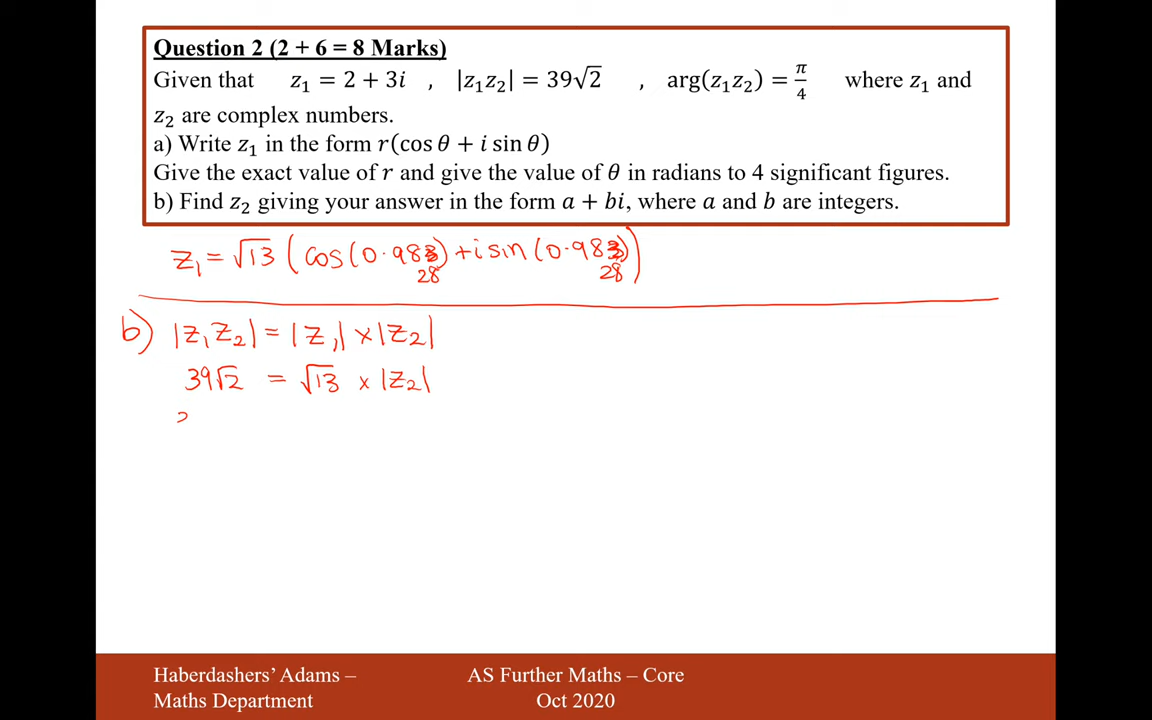 Question 2 (2 + 6 = 8 Marks)
Given that z₁ = 2 + 3i , |z₁z₂| = 39√2 , arg(z₁z₂) = π/4 where z₁ and
z₂ are complex numbers.
a) Write z₁ in the form r(cos θ + i sin θ)
Give the exact value of r and give the value of θ in radians to 4 significant figures.
b) Find z₂ giving your answer in the form a + bi, where a and b are integers.
z₁ = √13 (cos(0.98 ) + i sin(0.98 ))
28 28
b) |z₁z₂| = |z₁| × |z₂|
39√2 = √13 × |z₂|
Haberdashers' Adams – AS Further Maths – Core
Maths Department Oct 2020